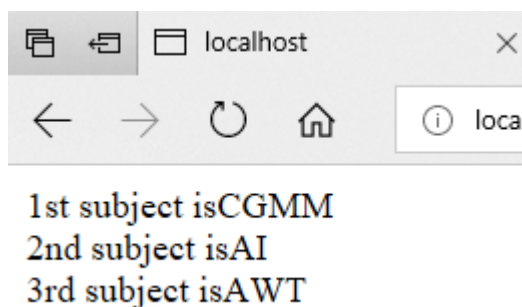 localhost
loca
1st subject isCGMM
2nd subject isAI
3rd subject isAWT